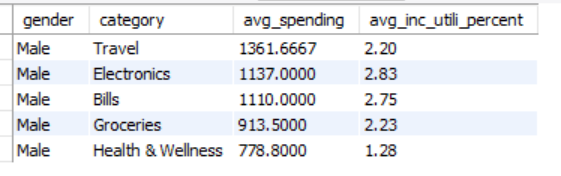 gender category avg_spending avg_inc_utili_percent
Male Travel 1361.6667 2.20
Male Electronics 1137.0000 2.83
Male Bills 1110.0000 2.75
Male Groceries 913.5000 2.23
Male Health & Wellness 778.8000 1.28